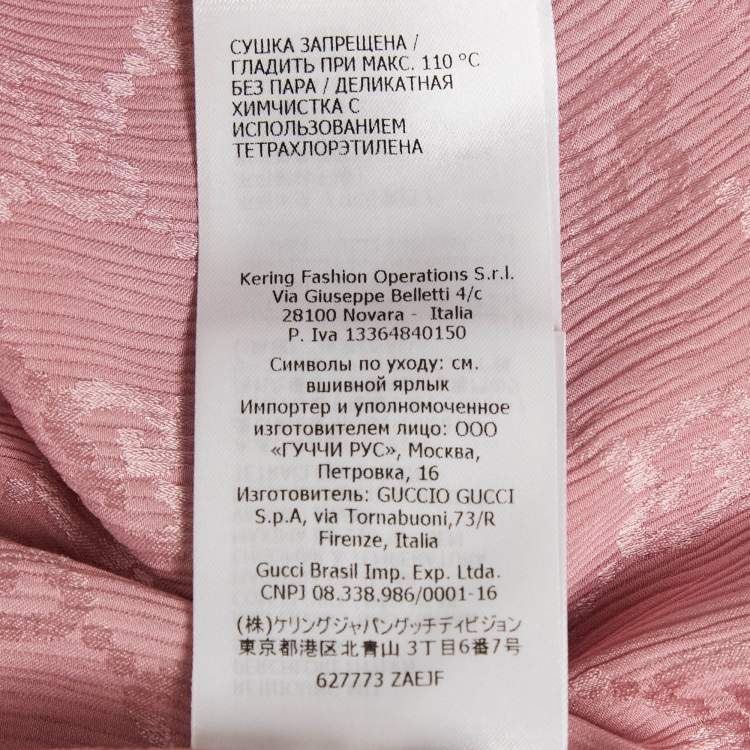 СУШКА ЗАПРЕЩЕНА /
ГЛАДИТЬ ПРИ МАКС. 110 °C
БЕЗ ПАРА / ДЕЛИКАТНАЯ
ХИМЧИСТКА С
ИСПОЛЬЗОВАНИЕМ
ТЕТРАХЛОРЭТИЛЕНА
Kering Fashion Operations S.r.l.
Via Giuseppe Belletti 4/c
28100 Novara - Italia
P. Iva 13364840150
Символы по уходу: см.
вшивной ярлык
Импортер и уполномоченное
изготовителем лицо: ООО
«ГУЧЧИ РУС», Москва,
Петровка, 16
Изготовитель: GUCCIO GUCCI
S.p.A, via Tornabuoni,73/R
Firenze, Italia
Gucci Brasil Imp. Exp. Ltda.
CNPJ 08.338.986/0001-16
(株)ケリングジャパングッチディビジョン
東京都港区北青山 3丁目6番7号
627773 ZAEJF